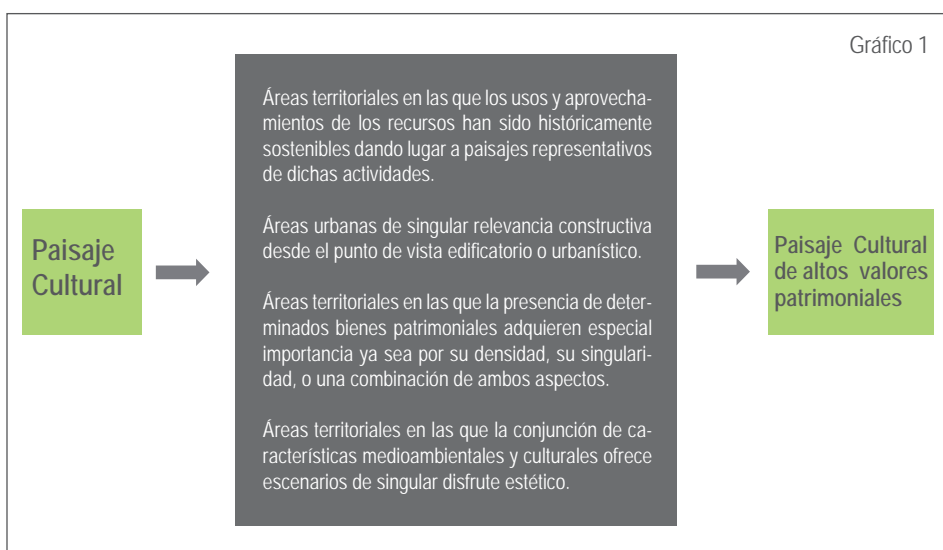 Gráfico 1
Paisaje
Cultural
Áreas territoriales en las que los usos y aprovecha-
mientos de los recursos han sido históricamente
sostenibles dando lugar a paisajes representativos
de dichas actividades.
Áreas urbanas de singular relevancia constructiva
desde el punto de vista edificatorio o urbanístico.
Áreas territoriales en las que la presencia de deter-
minados bienes patrimoniales adquieren especial
importancia ya sea por su densidad, su singulari-
dad, o una combinación de ambos aspectos.
Áreas territoriales en las que la conjunción de ca-
racterísticas medioambientales y culturales ofrece
escenarios de singular disfrute estético.
Paisaje Cultural
de altos valores
patrimoniales